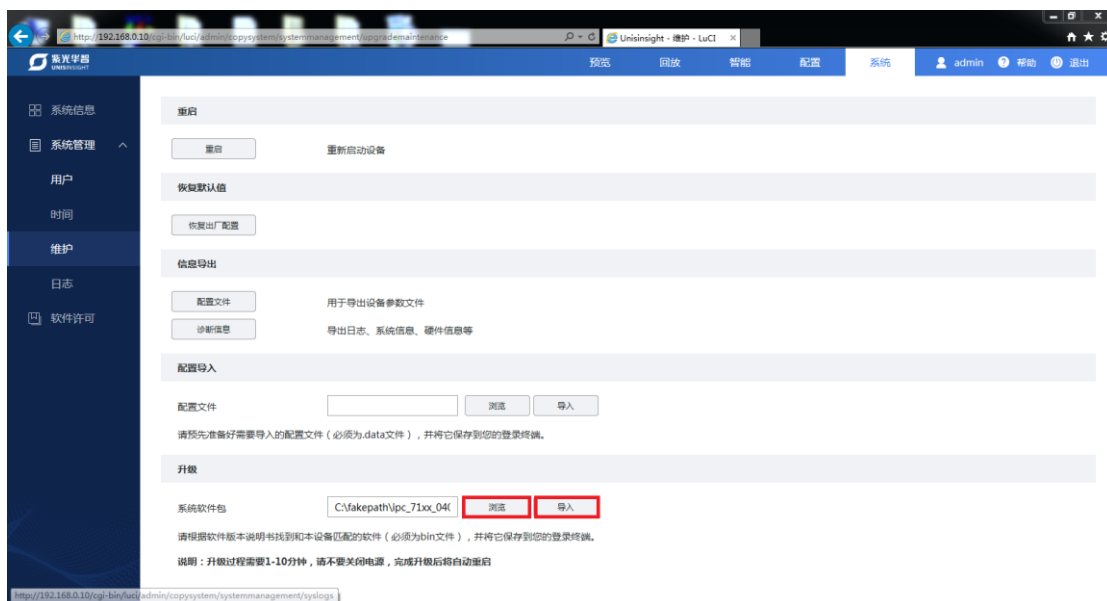 http://192.168.0.10/cgi-bin/luci/admin/copysystem/systemmanagement/upgrademaintenance
Unisinsight - 维护 - LuCI
紫光华智
UNISINSIGHT
预览 回放 智能 配置 系统 admin 帮助 退出
系统信息
系统管理
用户
时间
维护
日志
软件许可
重启
重启 重新启动设备
恢复默认值
恢复出厂配置
信息导出
配置文件 用于导出设备参数文件
诊断信息 导出日志、系统信息、硬件信息等
配置导入
配置文件 浏览 导入
请预先准备好需要导入的配置文件（必须为.data文件），并将它保存到您的登录终端。
升级
系统软件包 C:\fakepath\ipc_71xx_04( 浏览 导入
请根据软件版本说明书找到和本设备匹配的软件（必须为bin文件），并将它保存到您的登录终端。
说明：升级过程需要1-10分钟，请不要关闭电源，完成升级后将自动重启
http://192.168.0.10/cgi-bin/luci/admin/copysystem/systemmanagement/syslogs